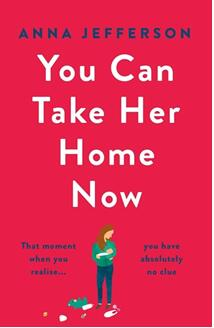 ANNA JEFFERSON
You Can
Take Her
Home
Now
That moment
when you
realise...
you have
absolutely
no clue